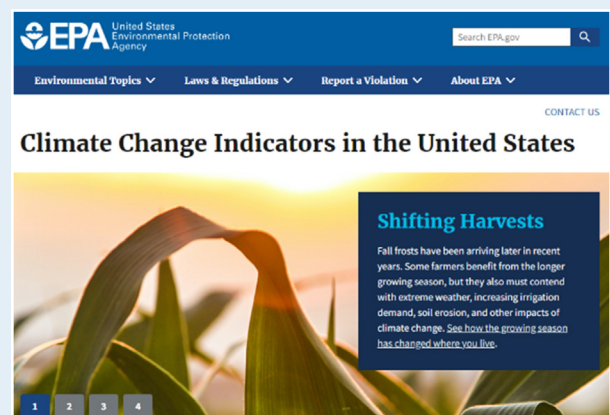 EPA
United States
Environmental Protection
Agency
Search EPA.gov
Environmental Topics
Laws & Regulations
Report a Violation
About EPA
CONTACT US
Climate Change Indicators in the United States
Shifting Harvests
Fall frosts have been arriving later in recent
years. Some farmers benefit from the longer
growing season, but they also must contend
with extreme weather, increasing irrigation
demand, soil erosion, and other impacts of
climate change. See how the growing season
has changed where you live.
1 2 3 4